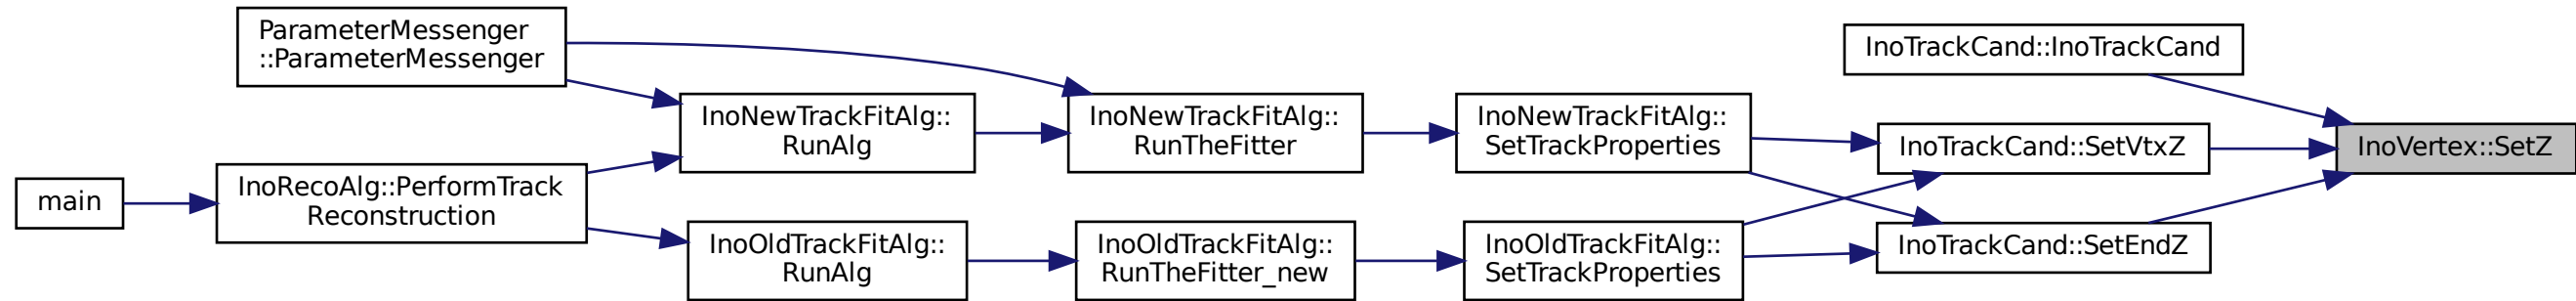 ParameterMessenger
::ParameterMessenger
InoTrackCand::InoTrackCand
InoNewTrackFitAlg::
RunAlg
InoNewTrackFitAlg::
RunTheFitter
InoNewTrackFitAlg::
SetTrackProperties
InoTrackCand::SetVtxZ
InoVertex::SetZ
main
InoRecoAlg::PerformTrack
Reconstruction
InoOldTrackFitAlg::
RunAlg
InoOldTrackFitAlg::
RunTheFitter_new
InoOldTrackFitAlg::
SetTrackProperties
InoTrackCand::SetEndZ